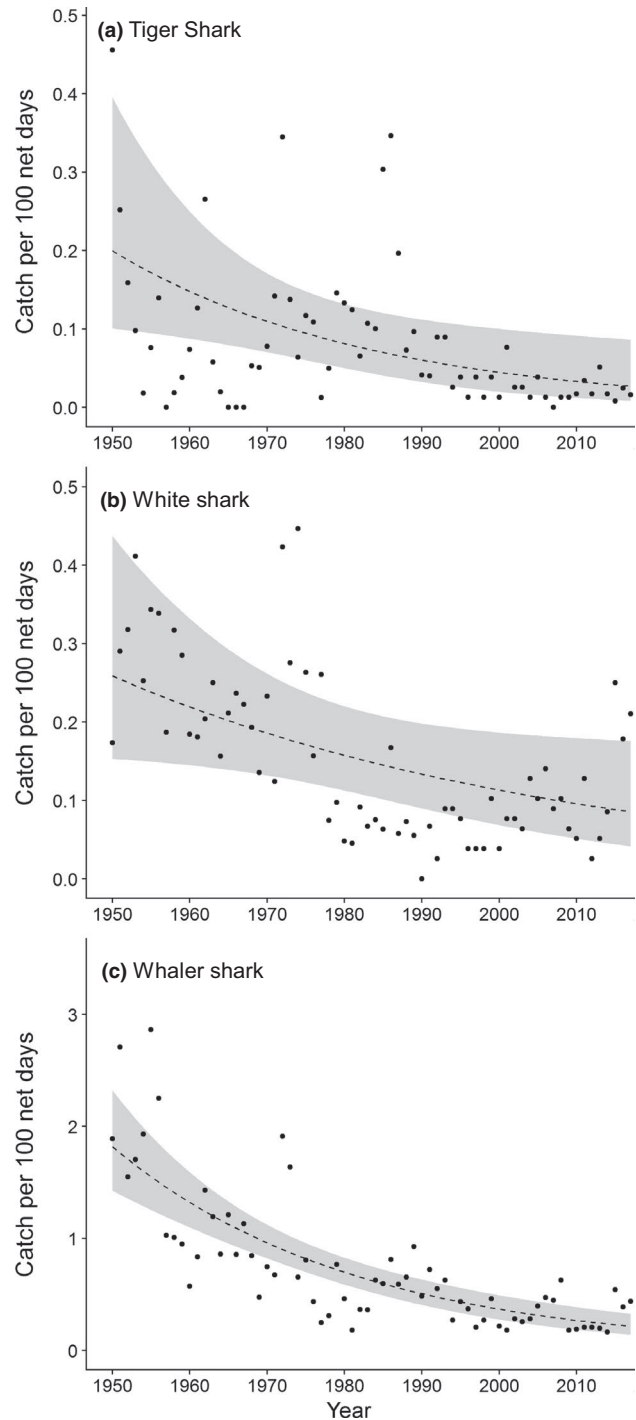 (a) Tiger Shark
Catch per 100 net days
0.5
0.4
0.3
0.2
0.1
0.0
1950 1960 1970 1980 1990 2000 2010
(b) White shark
Catch per 100 net days
0.5
0.4
0.3
0.2
0.1
0.0
1950 1960 1970 1980 1990 2000 2010
(c) Whaler shark
Catch per 100 net days
3
2
1
0
1950 1960 1970 1980 1990 2000 2010
Year